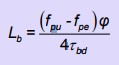 L_b = (f_pu - f_pe)φ / 4τ_bd